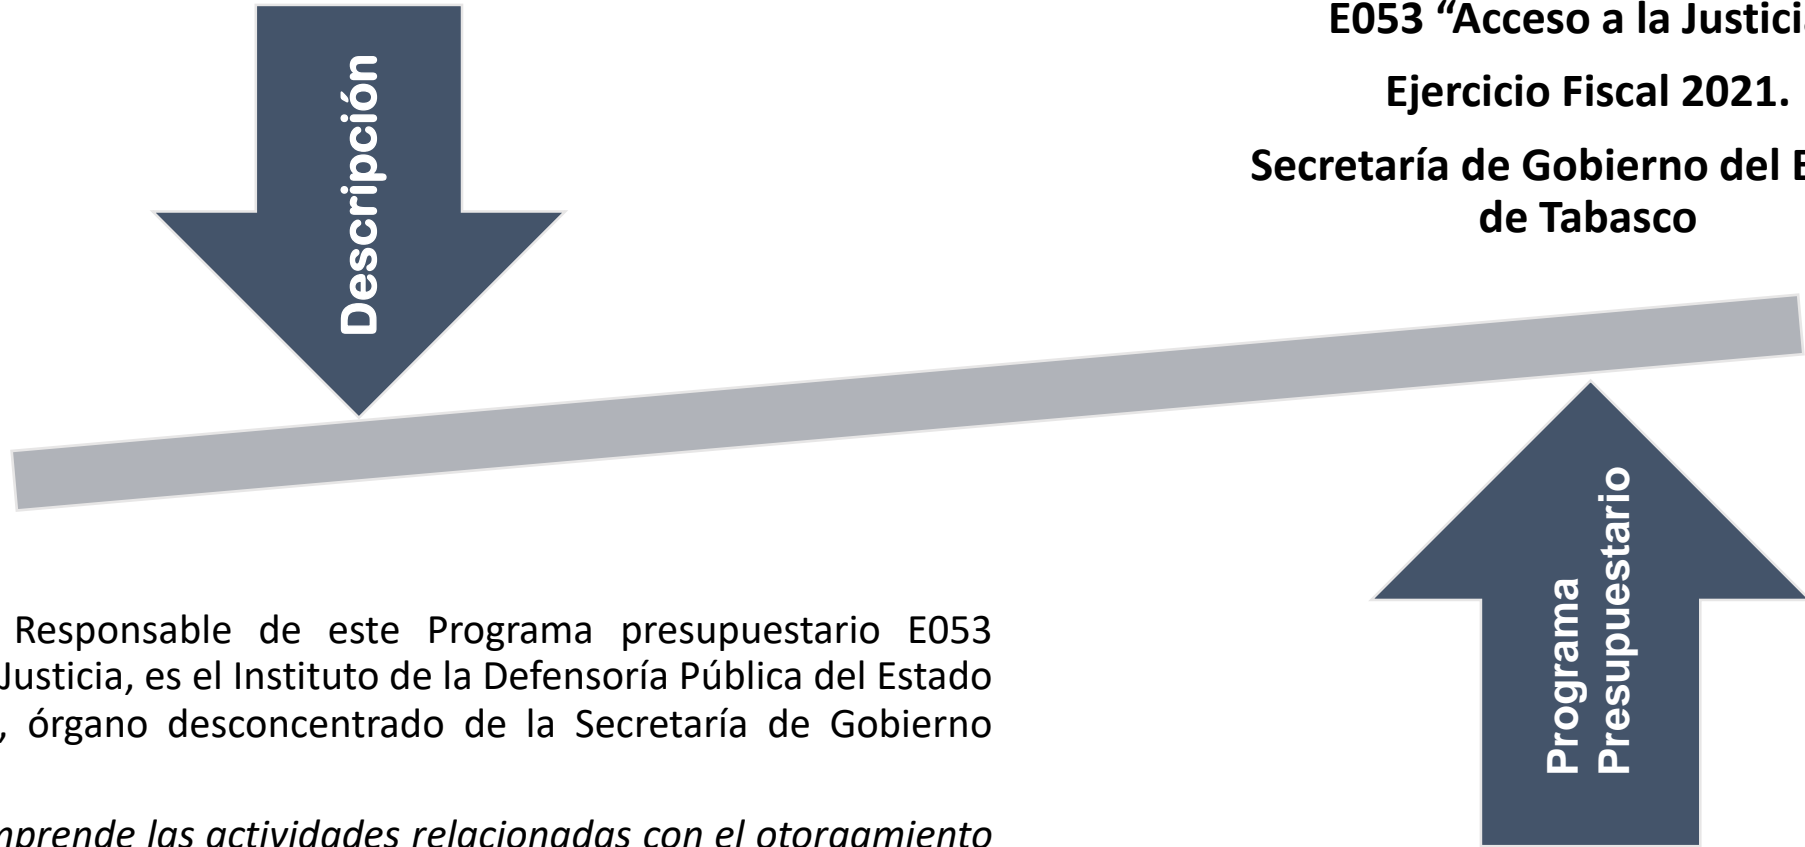 E053 “Acceso a la Justici
Ejercicio Fiscal 2021.
Secretaría de Gobierno del E
de Tabasco
Descripción
Programa
Presupuestario
Responsable de este Programa presupuestario E053
Justicia, es el Instituto de la Defensoría Pública del Estado
, órgano desconcentrado de la Secretaría de Gobierno
mprende las actividades relacionadas con el otorgamiento